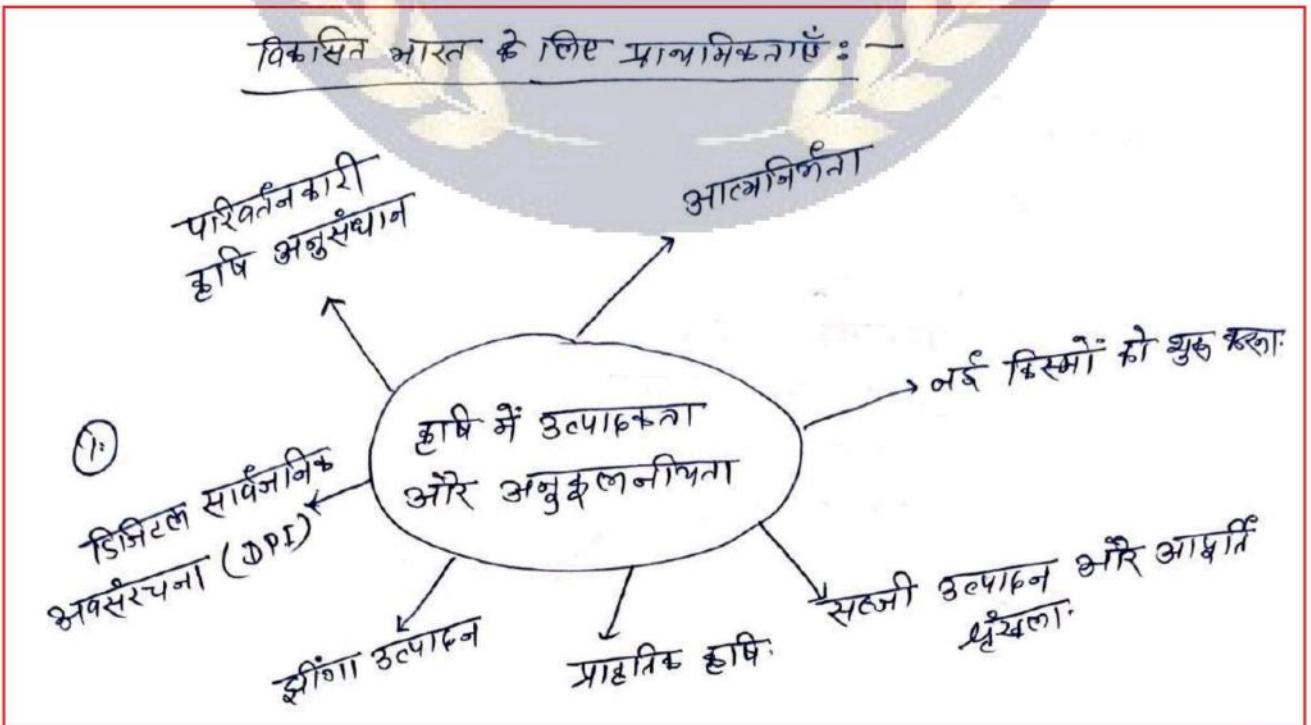 विकसित भारत के लिए प्राथमिकताएँ : —
परिवर्तनकारी
कृषि अनुसंधान
आत्मनिर्भता
नई किस्मों को शुरू करना:
1:
कृषि में उत्पादकता
और अनुकूलनीयता
डिजिटल सार्वजनिक
अवसंरचना (DPI)
झींगा उत्पादन
प्राकृतिक कृषि:
सब्जी उत्पादन और आपूर्ति
श्रृंखला: